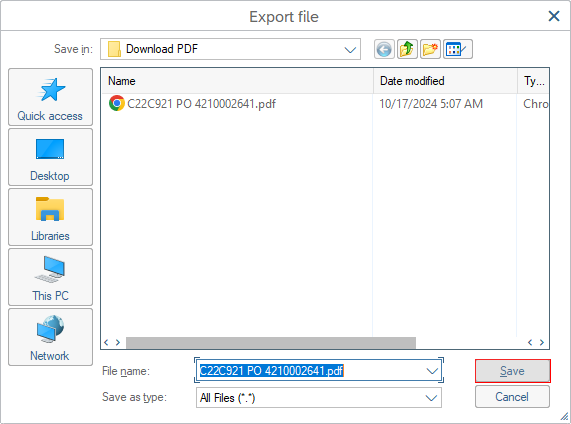 Export file
Save in:
Download PDF
Quick access
Desktop
Libraries
This PC
Network
Name
Date modified
Ty...
C22C921 PO 4210002641.pdf
10/17/2024 5:07 AM
Chro
File name:
C22C921 PO 4210002641.pdf
Save
Save as type:
All Files (*.*)
Cancel